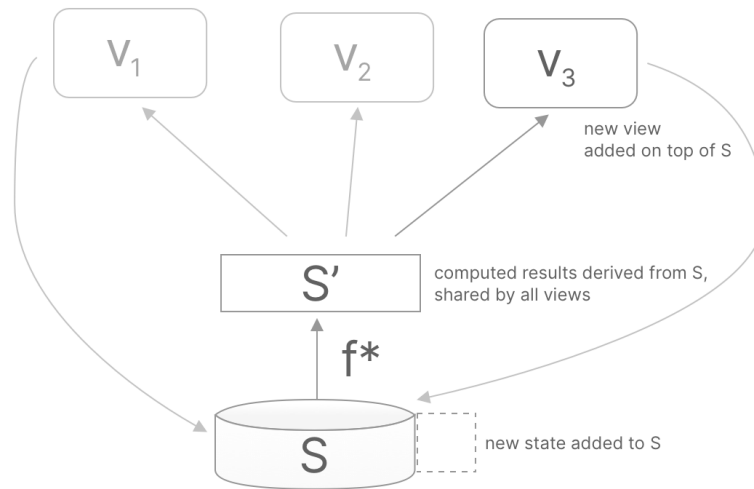 V₁
V₂
V₃
new view
added on top of S
S’
computed results derived from S,
shared by all views
f*
S
new state added to S